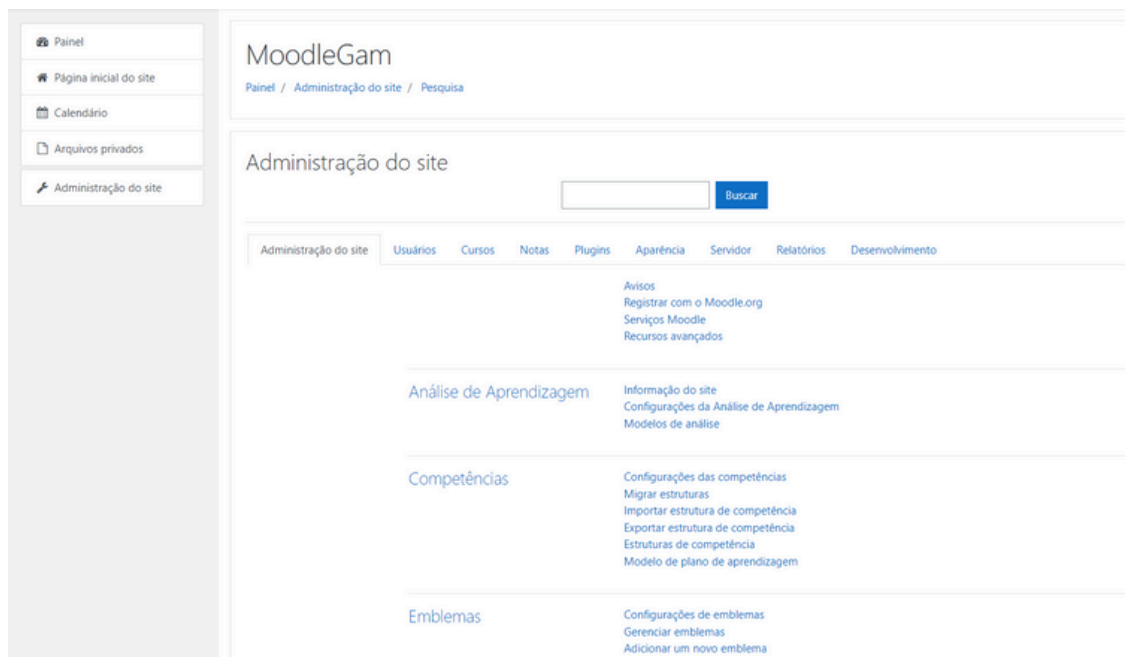 Painel
Página inicial do site
Calendário
Arquivos privados
Administração do site
MoodleGam
Painel / Administração do site / Pesquisa
Administração do site
Buscar
Administração do site Usuários Cursos Notas Plugins Aparência Servidor Relatórios Desenvolvimento
Avisos
Registrar com o Moodle.org
Serviços Moodle
Recursos avançados
Análise de Aprendizagem
Informação do site
Configurações da Análise de Aprendizagem
Modelos de análise
Competências
Configurações das competências
Migrar estruturas
Importar estrutura de competência
Exportar estrutura de competência
Estruturas de competência
Modelo de plano de aprendizagem
Emblemas
Configurações de emblemas
Gerenciar emblemas
Adicionar um novo emblema